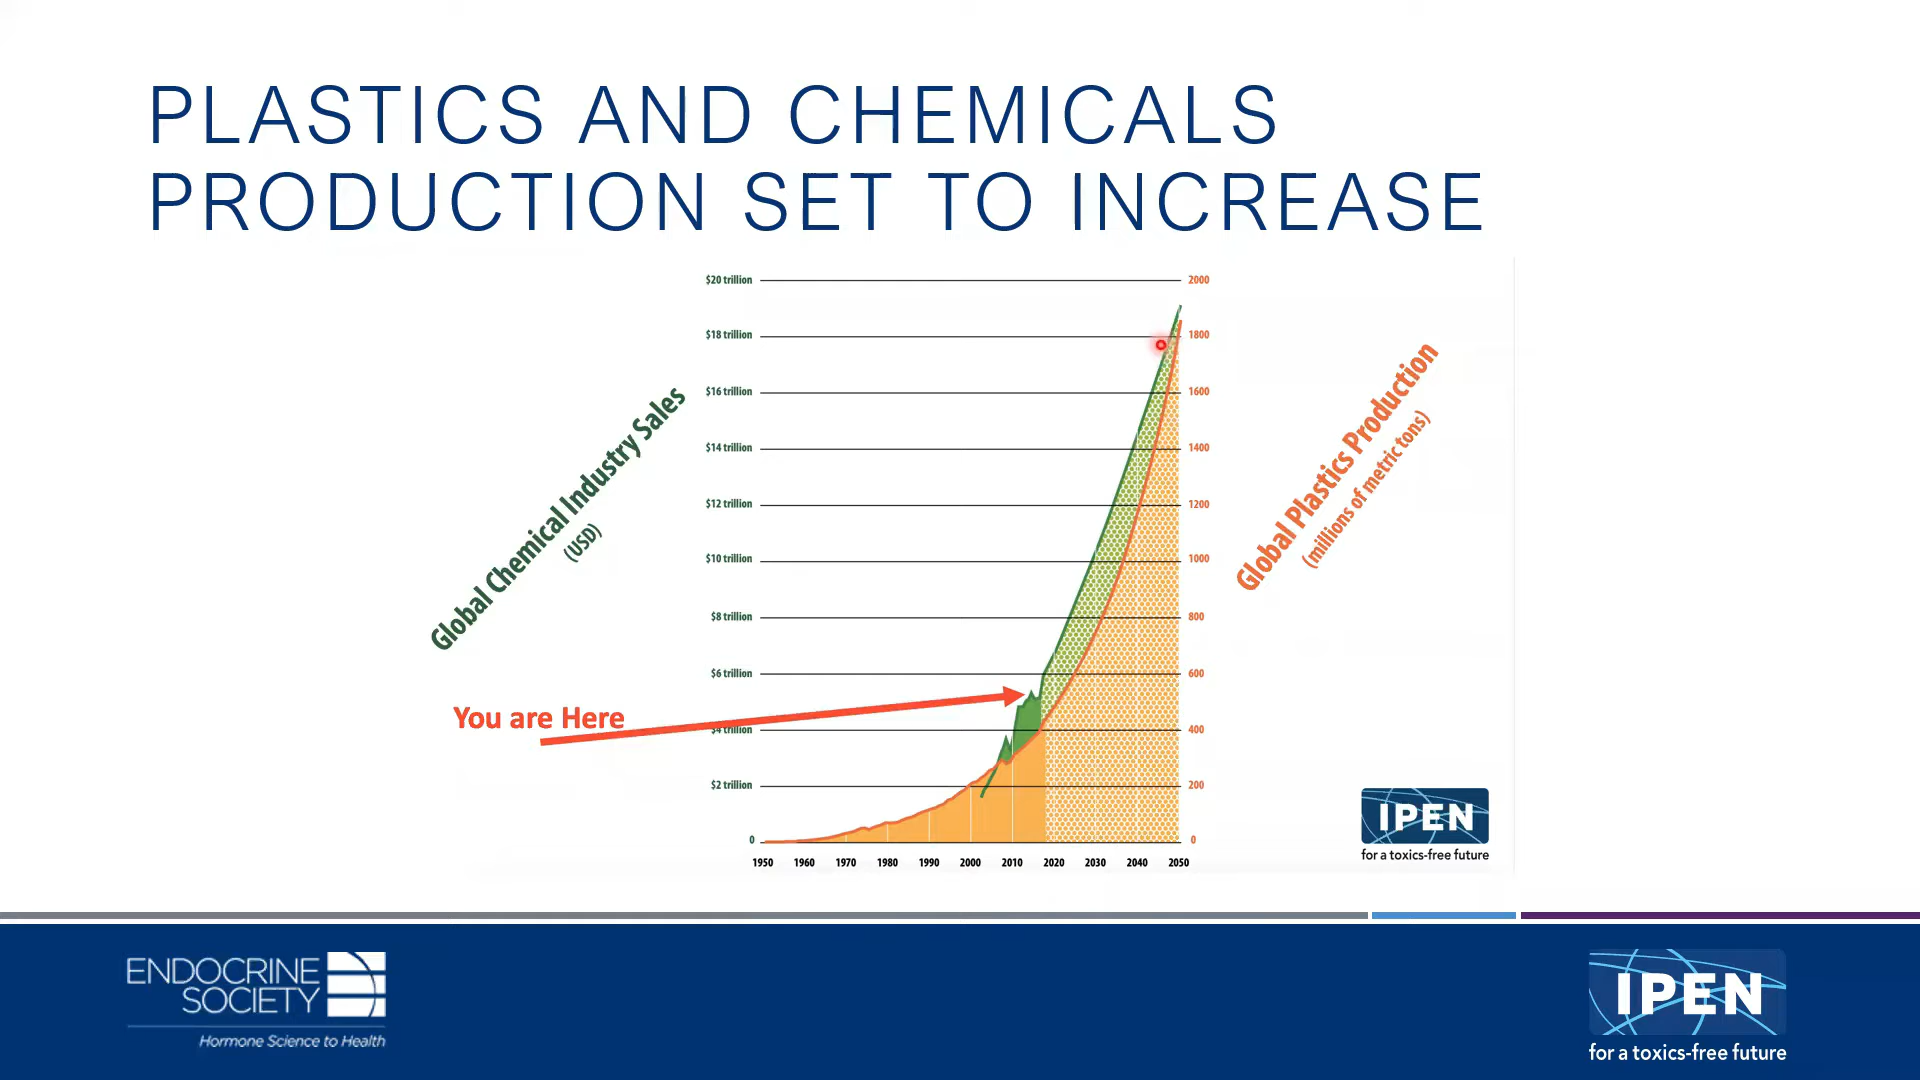 PLASTICS AND CHEMICALS
PRODUCTION SET TO INCREASE
Global Chemical Industry Sales
(USD)
$20 trillion
$18 trillion
$16 trillion
$14 trillion
$12 trillion
$10 trillion
$8 trillion
$6 trillion
$4 trillion
$2 trillion
0
You are Here
2000
1800
1600
1400
1200
1000
800
600
400
200
0
Global Plastics Production
(millions of metric tons)
1950 1960 1970 1980 1990 2000 2010 2020 2030 2040 2050
IPEN
for a toxics-free future
ENDOCRINE
SOCIETY
Hormone Science to Health
IPEN
for a toxics-free future